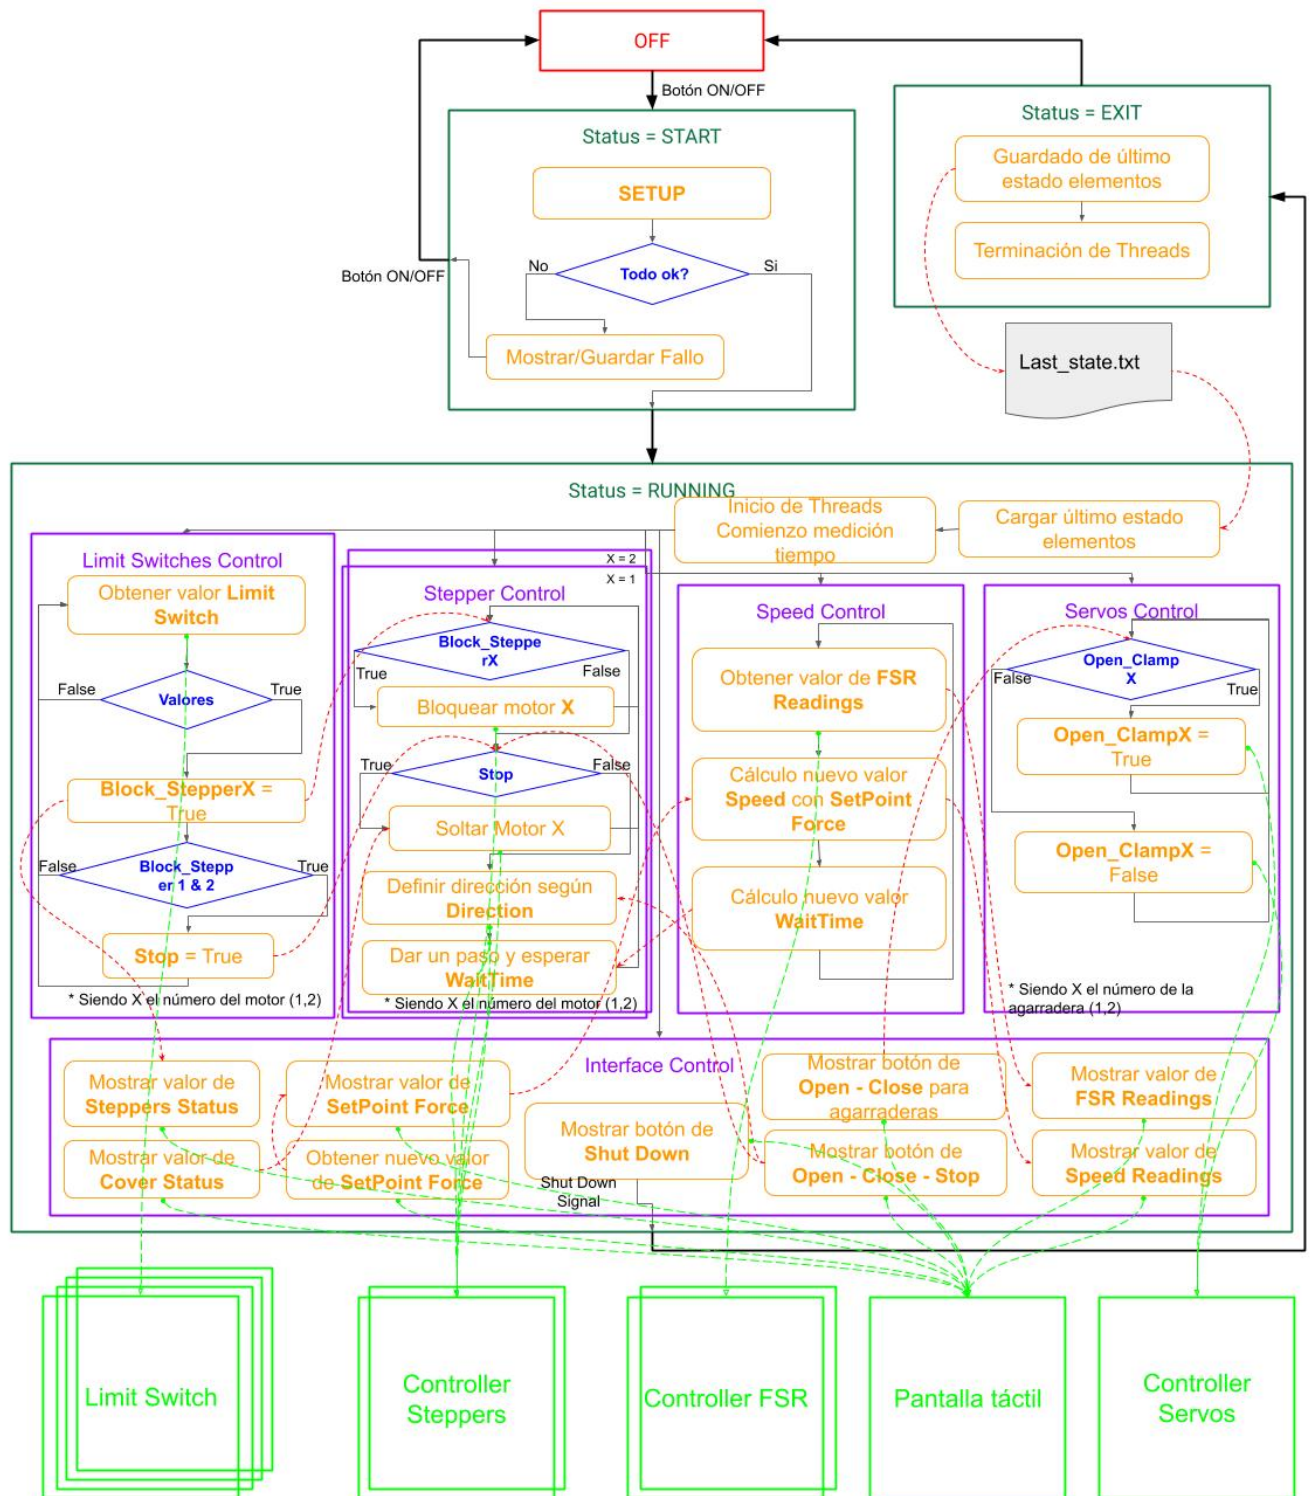 OFF
Botón ON/OFF
Status = START
SETUP
Todo ok?
No
Si
Mostrar/Guardar Fallo
Botón ON/OFF
Status = EXIT
Guardado de último
estado elementos
Terminación de Threads
Last_state.txt
Status = RUNNING
Inicio de Threads
Comienzo medición
tiempo
Cargar último estado
elementos
Limit Switches Control
Obtener valor Limit
Switch
False
Valores
True
Block_StepperX =
True
False
Block_Stepp
er 1 & 2
True
Stop = True
* Siendo X el número del motor (1,2)
X = 2
X = 1
Stepper Control
Block_Steppe
rX
True
False
Bloquear motor X
True
Stop
False
Soltar Motor X
Definir dirección según
Direction
Dar un paso y esperar
WaitTime
* Siendo X el número del motor (1,2)
Speed Control
Obtener valor de FSR
Readings
Cálculo nuevo valor
Speed con SetPoint
Force
Cálculo nuevo valor
WaitTime
Servos Control
Open_Clamp
X
False
True
Open_ClampX =
True
Open_ClampX =
False
* Siendo X el número de la
agarradera (1,2)
Interface Control
Mostrar valor de
Steppers Status
Mostrar valor de
SetPoint Force
Mostrar botón de
Shut Down
Mostrar botón de
Open - Close para
agarraderas
Mostrar valor de
FSR Readings
Mostrar valor de
Cover Status
Obtener nuevo valor
de SetPoint Force
Mostrar botón de
Open - Close - Stop
Mostrar valor de
Speed Readings
Shut Down
Signal
Limit Switch
Controller
Steppers
Controller FSR
Pantalla táctil
Controller
Servos